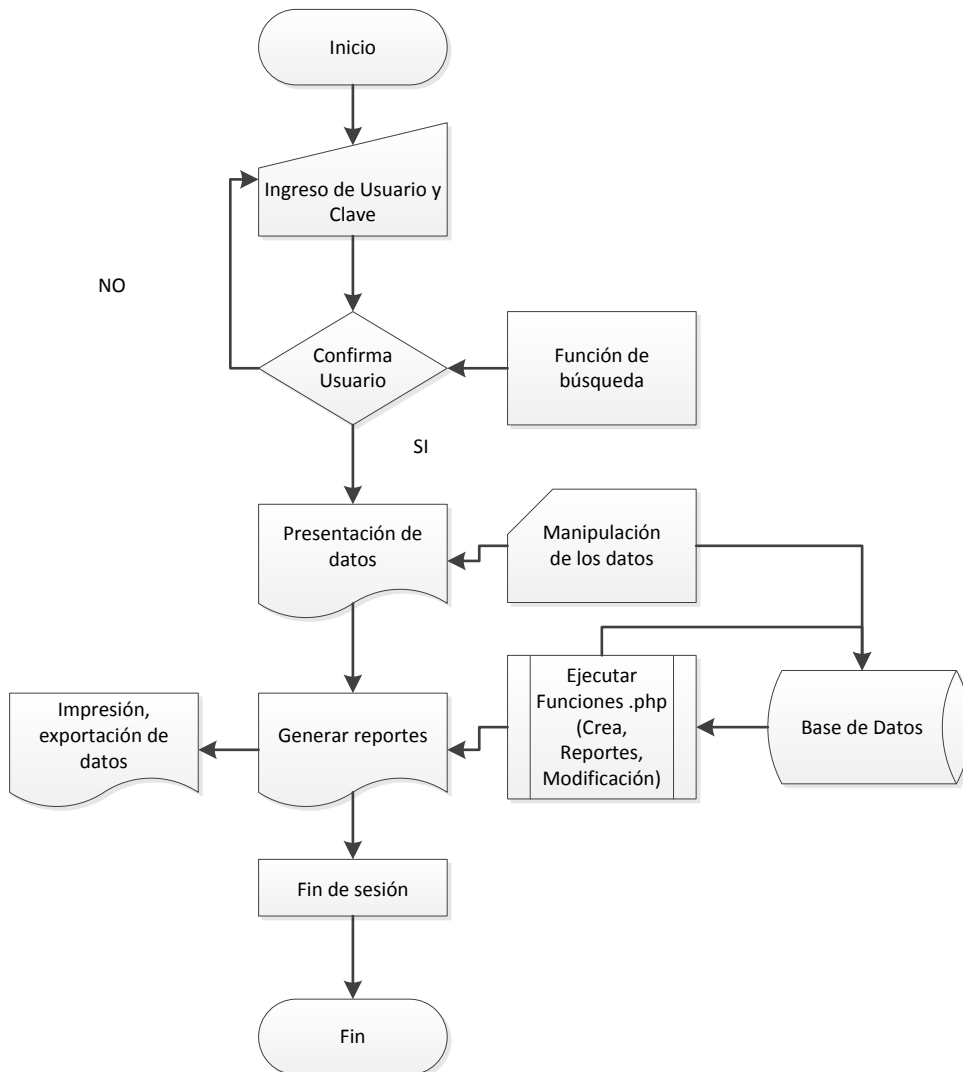 Inicio
Ingreso de Usuario y
Clave
NO
Confirma
Usuario
Función de
búsqueda
SI
Presentación de
datos
Manipulación
de los datos
Impresión,
exportación de
datos
Generar reportes
Ejecutar
Funciones .php
(Crea,
Reportes,
Modificación)
Base de Datos
Fin de sesión
Fin